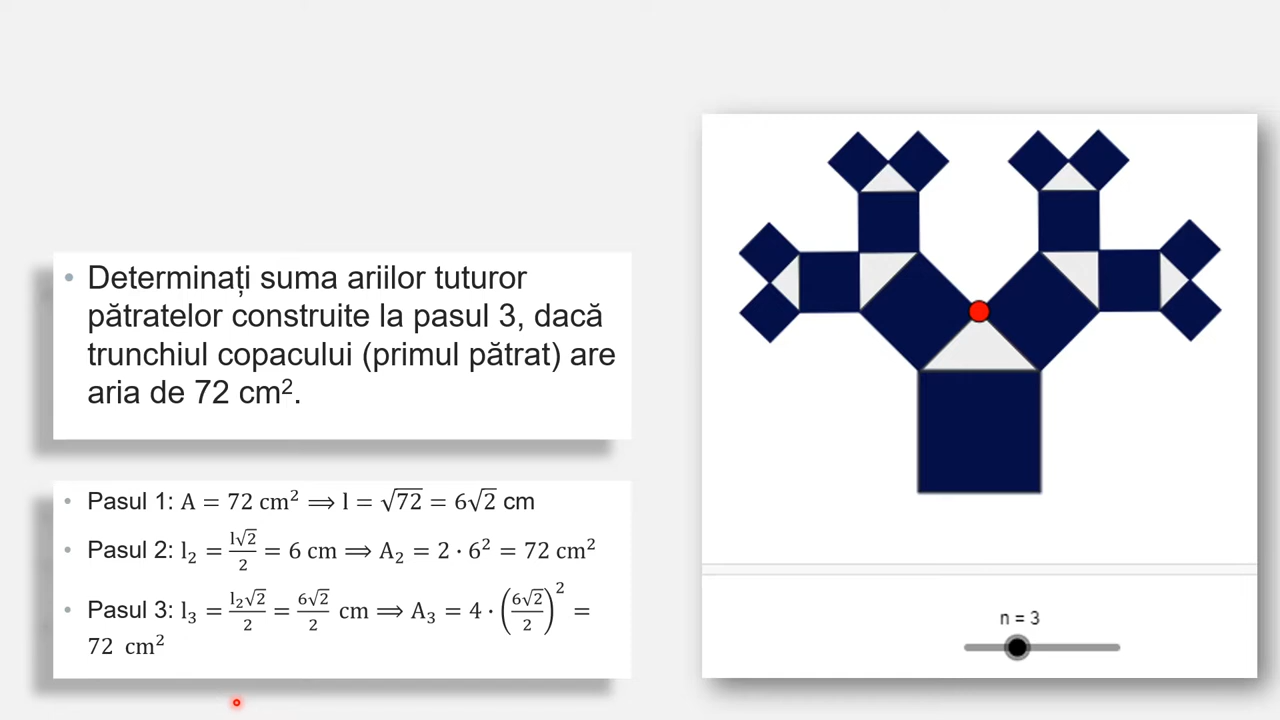 • Determinați suma ariilor tuturor
pătratelor construite la pasul 3, dacă
trunchiul copacului (primul pătrat) are
aria de 72 cm².
• Pasul 1: A = 72 cm² ⟹ l = √72 = 6√2 cm
• Pasul 2: l₂ = l√2/2 = 6 cm ⟹ A₂ = 2 · 6² = 72 cm²
• Pasul 3: l₃ = l₂√2/2 = 6√2/2 cm ⟹ A₃ = 4 · (6√2/2)² =
72 cm²
n = 3